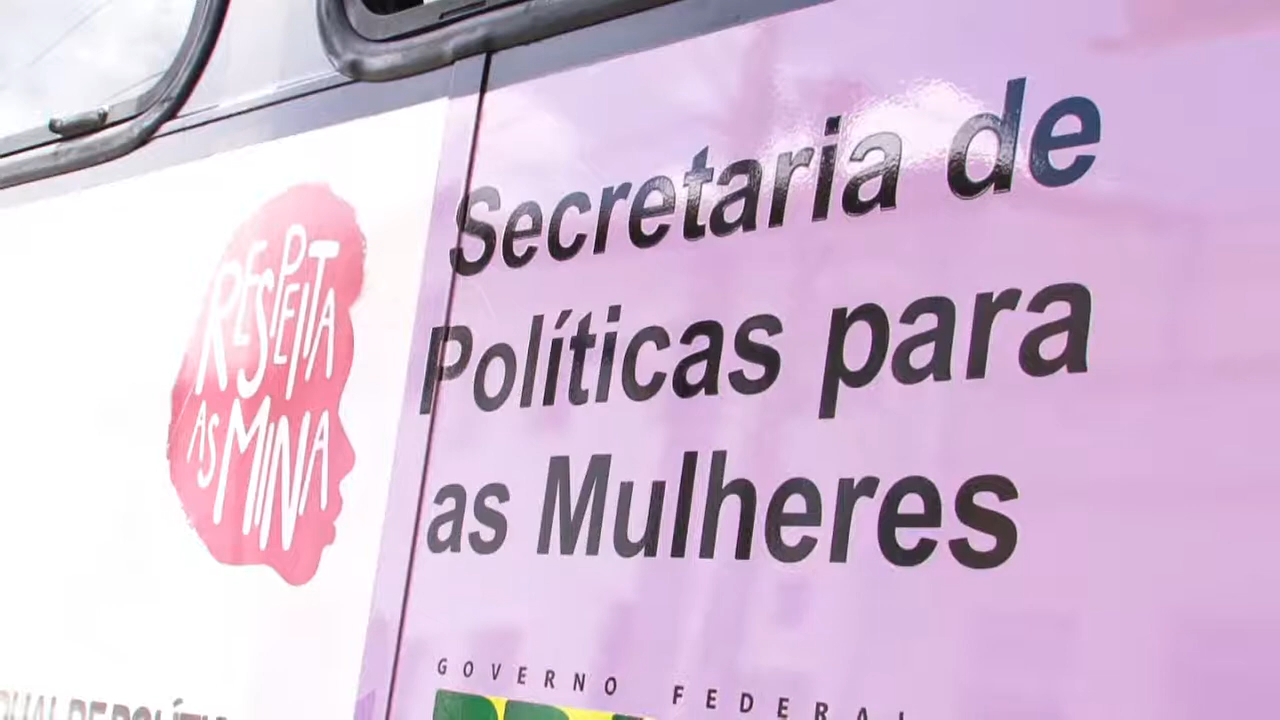 RESPEITA
AS MINA
Secretaria de
Políticas para
as Mulheres
GOVERNO FEDERAL